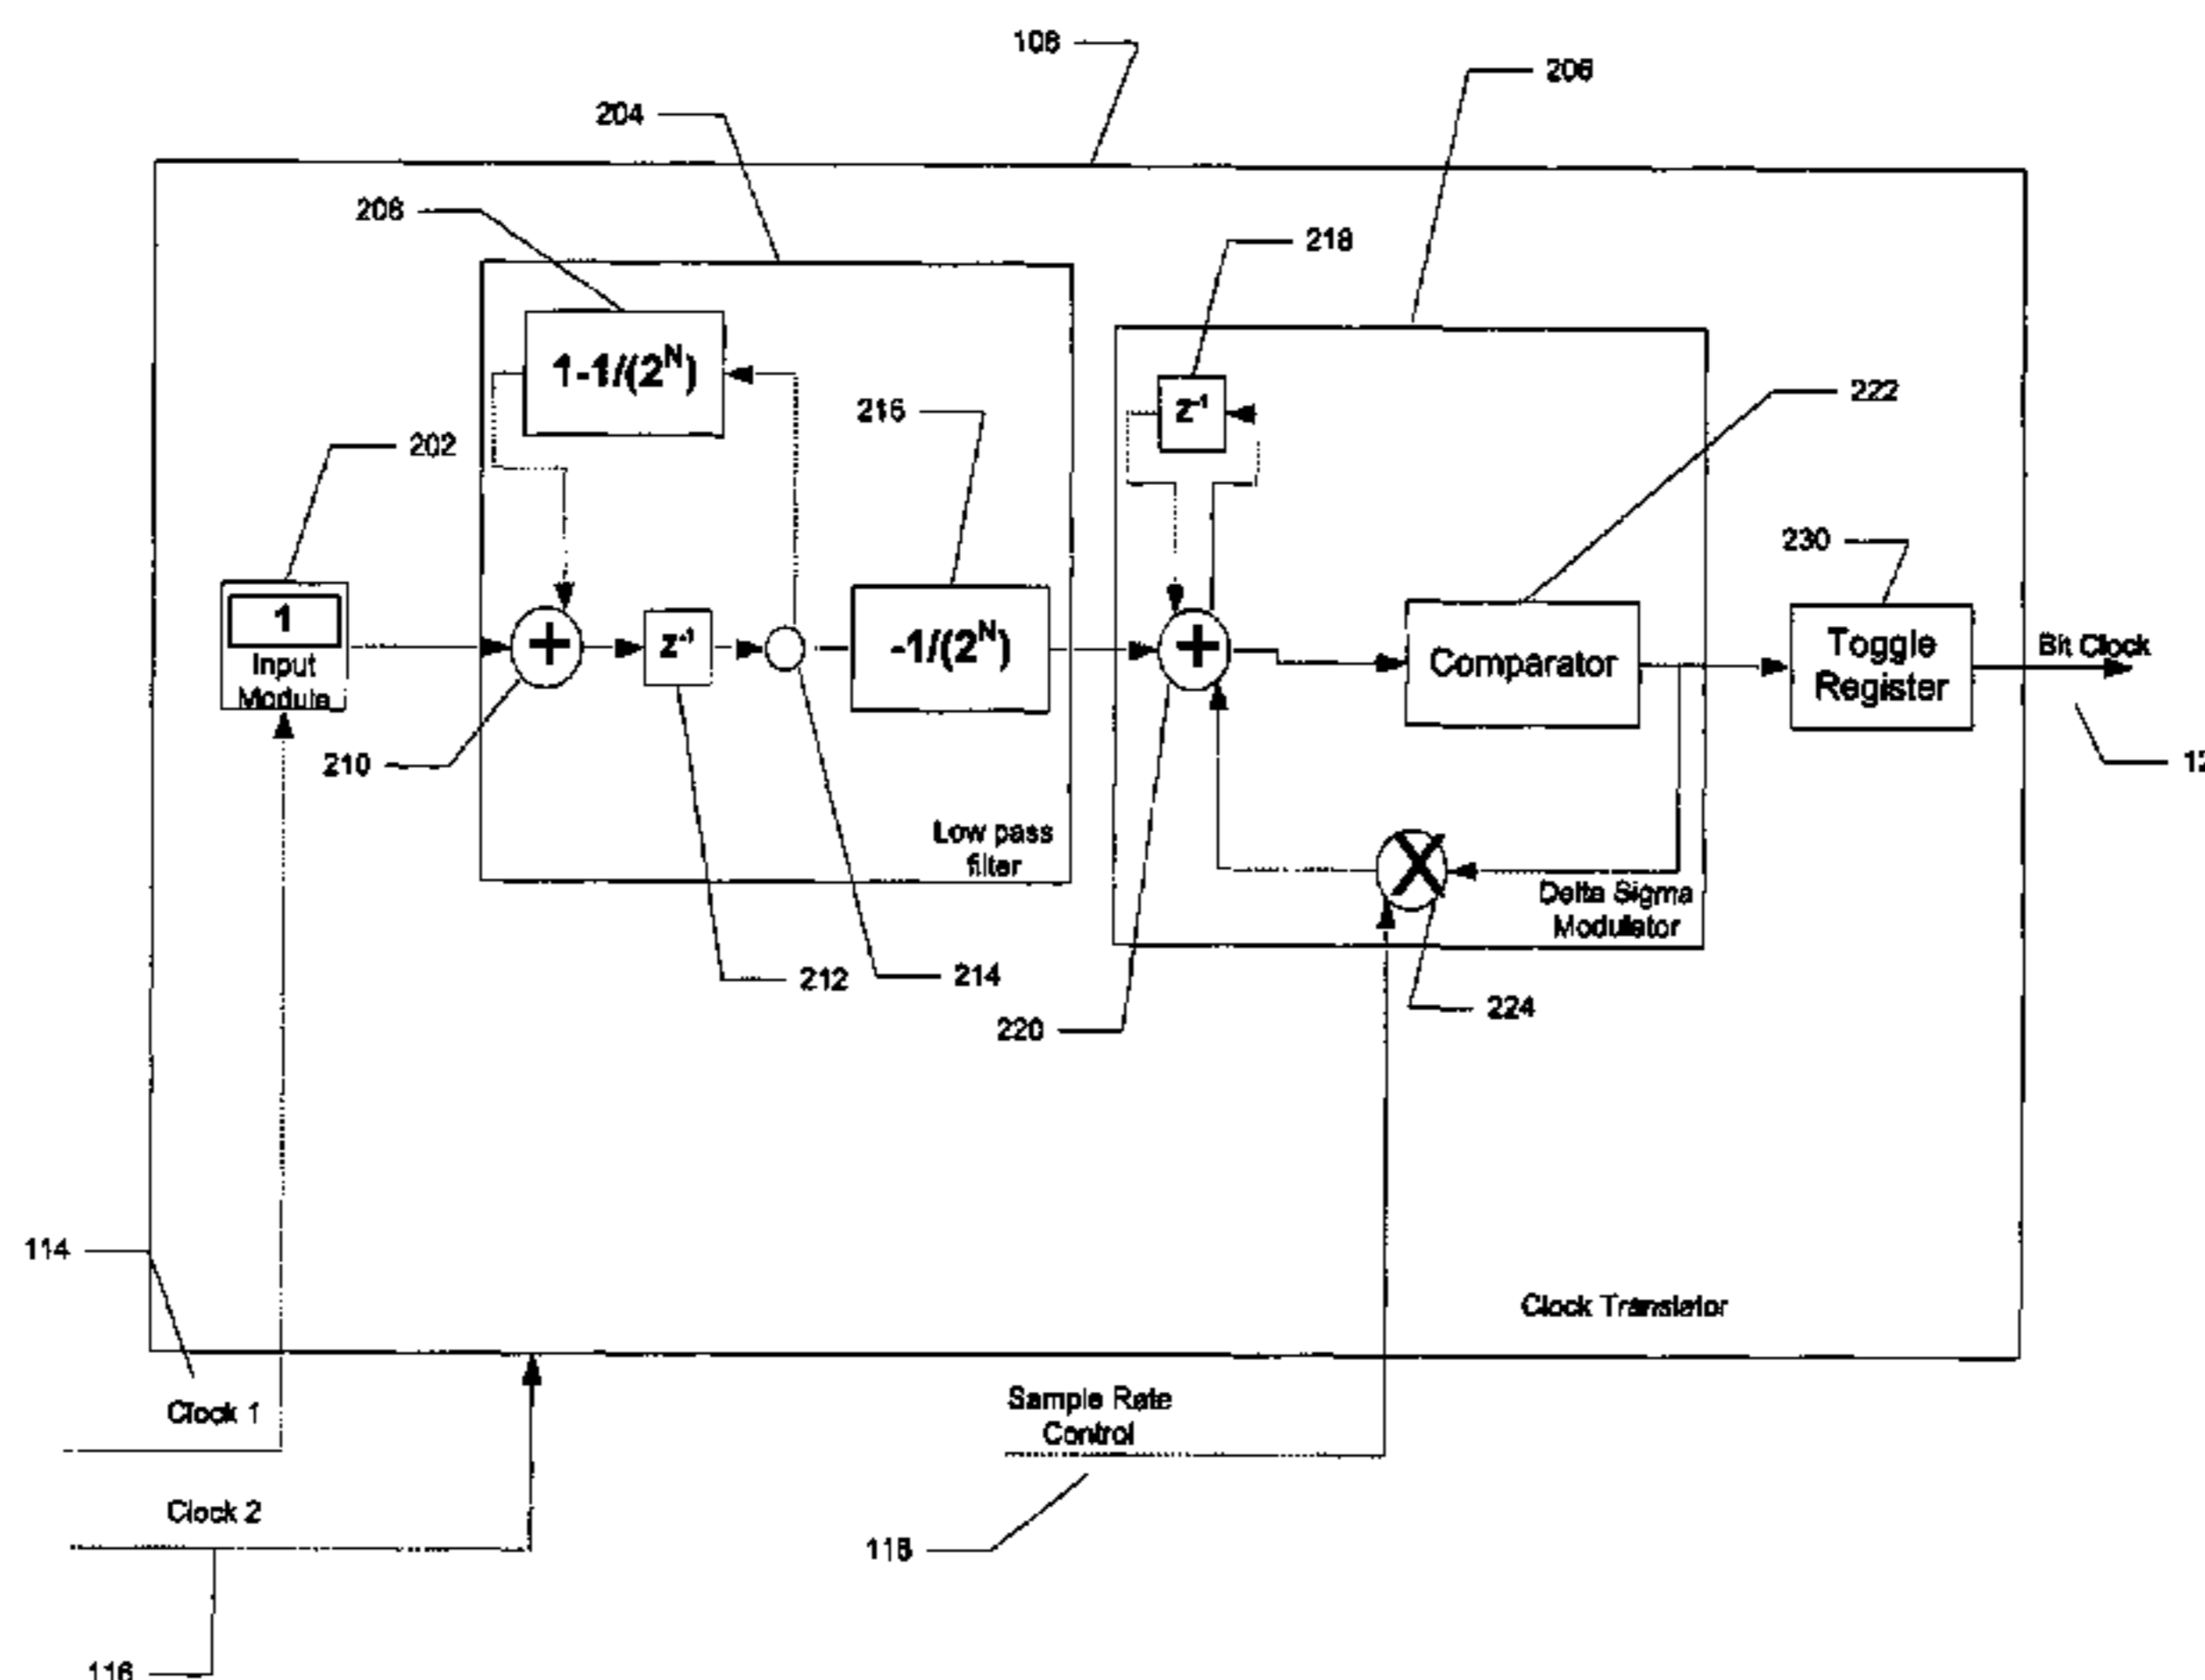 108
206
204
208
218
1-1/(2^N)
216
z⁻¹
222
202
230
1
Input
Module
+
z⁻¹
-1/(2^N)
+
Comparator
Toggle
Register
Bit Clock
210
12
Low pass
filter
X
Delta Sigma
Modulator
212
214
220
224
114
Clock Translator
Clock 1
Sample Rate
Control
Clock 2
118
116